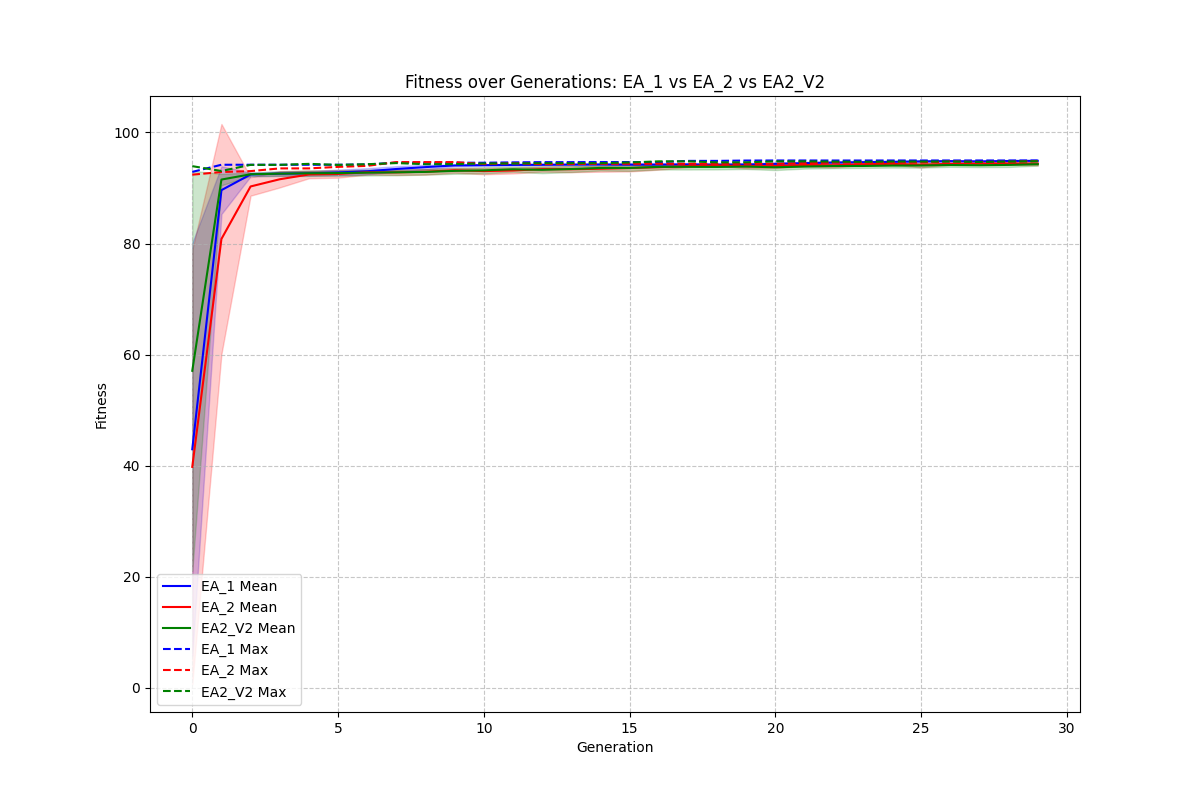 Fitness over Generations: EA_1 vs EA_2 vs EA2_V2
Fitness
100
80
60
40
20
0
EA_1 Mean
EA_2 Mean
EA2_V2 Mean
EA_1 Max
EA_2 Max
EA2_V2 Max
0 5 10 15 20 25 30
Generation